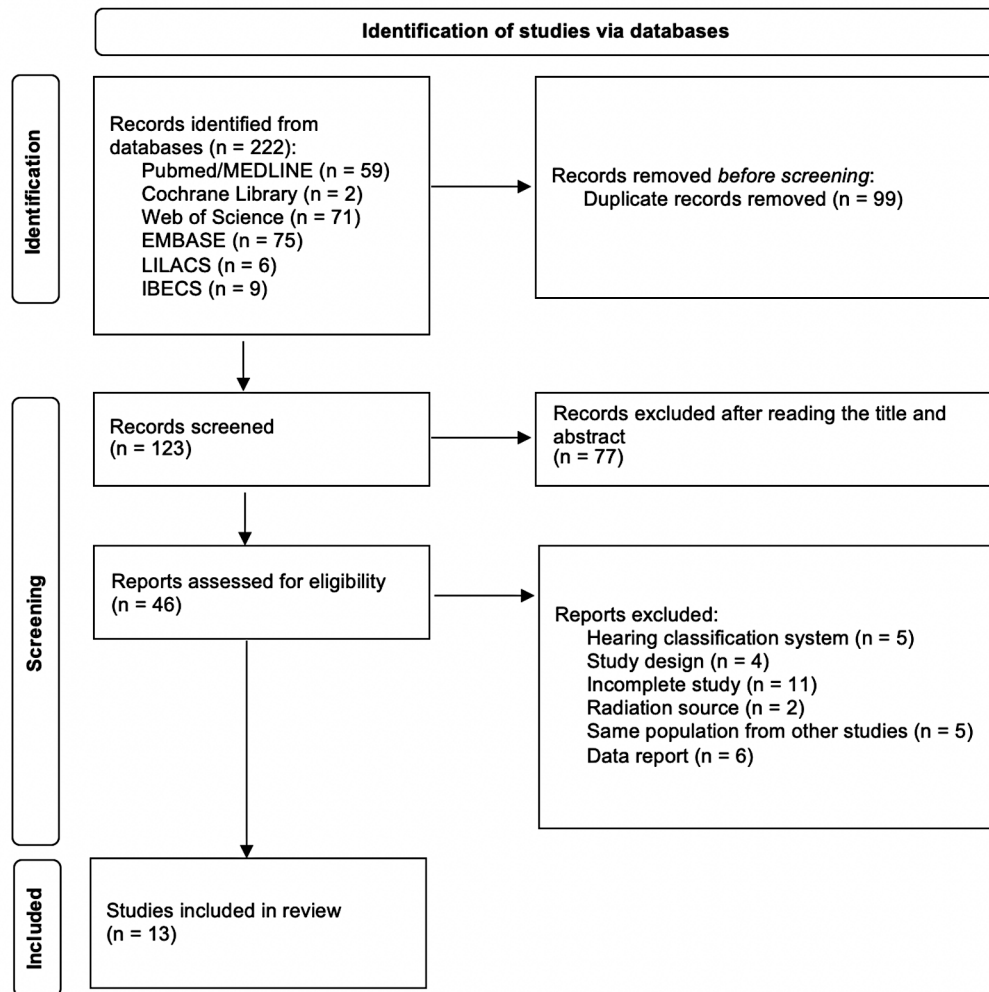 Identification of studies via databases
Identification
Records identified from
databases (n = 222):
Pubmed/MEDLINE (n = 59)
Cochrane Library (n = 2)
Web of Science (n = 71)
EMBASE (n = 75)
LILACS (n = 6)
IBECS (n = 9)
Records removed before screening:
Duplicate records removed (n = 99)
Screening
Records screened
(n = 123)
Records excluded after reading the title and
abstract
(n = 77)
Reports assessed for eligibility
(n = 46)
Reports excluded:
Hearing classification system (n = 5)
Study design (n = 4)
Incomplete study (n = 11)
Radiation source (n = 2)
Same population from other studies (n = 5)
Data report (n = 6)
Included
Studies included in review
(n = 13)